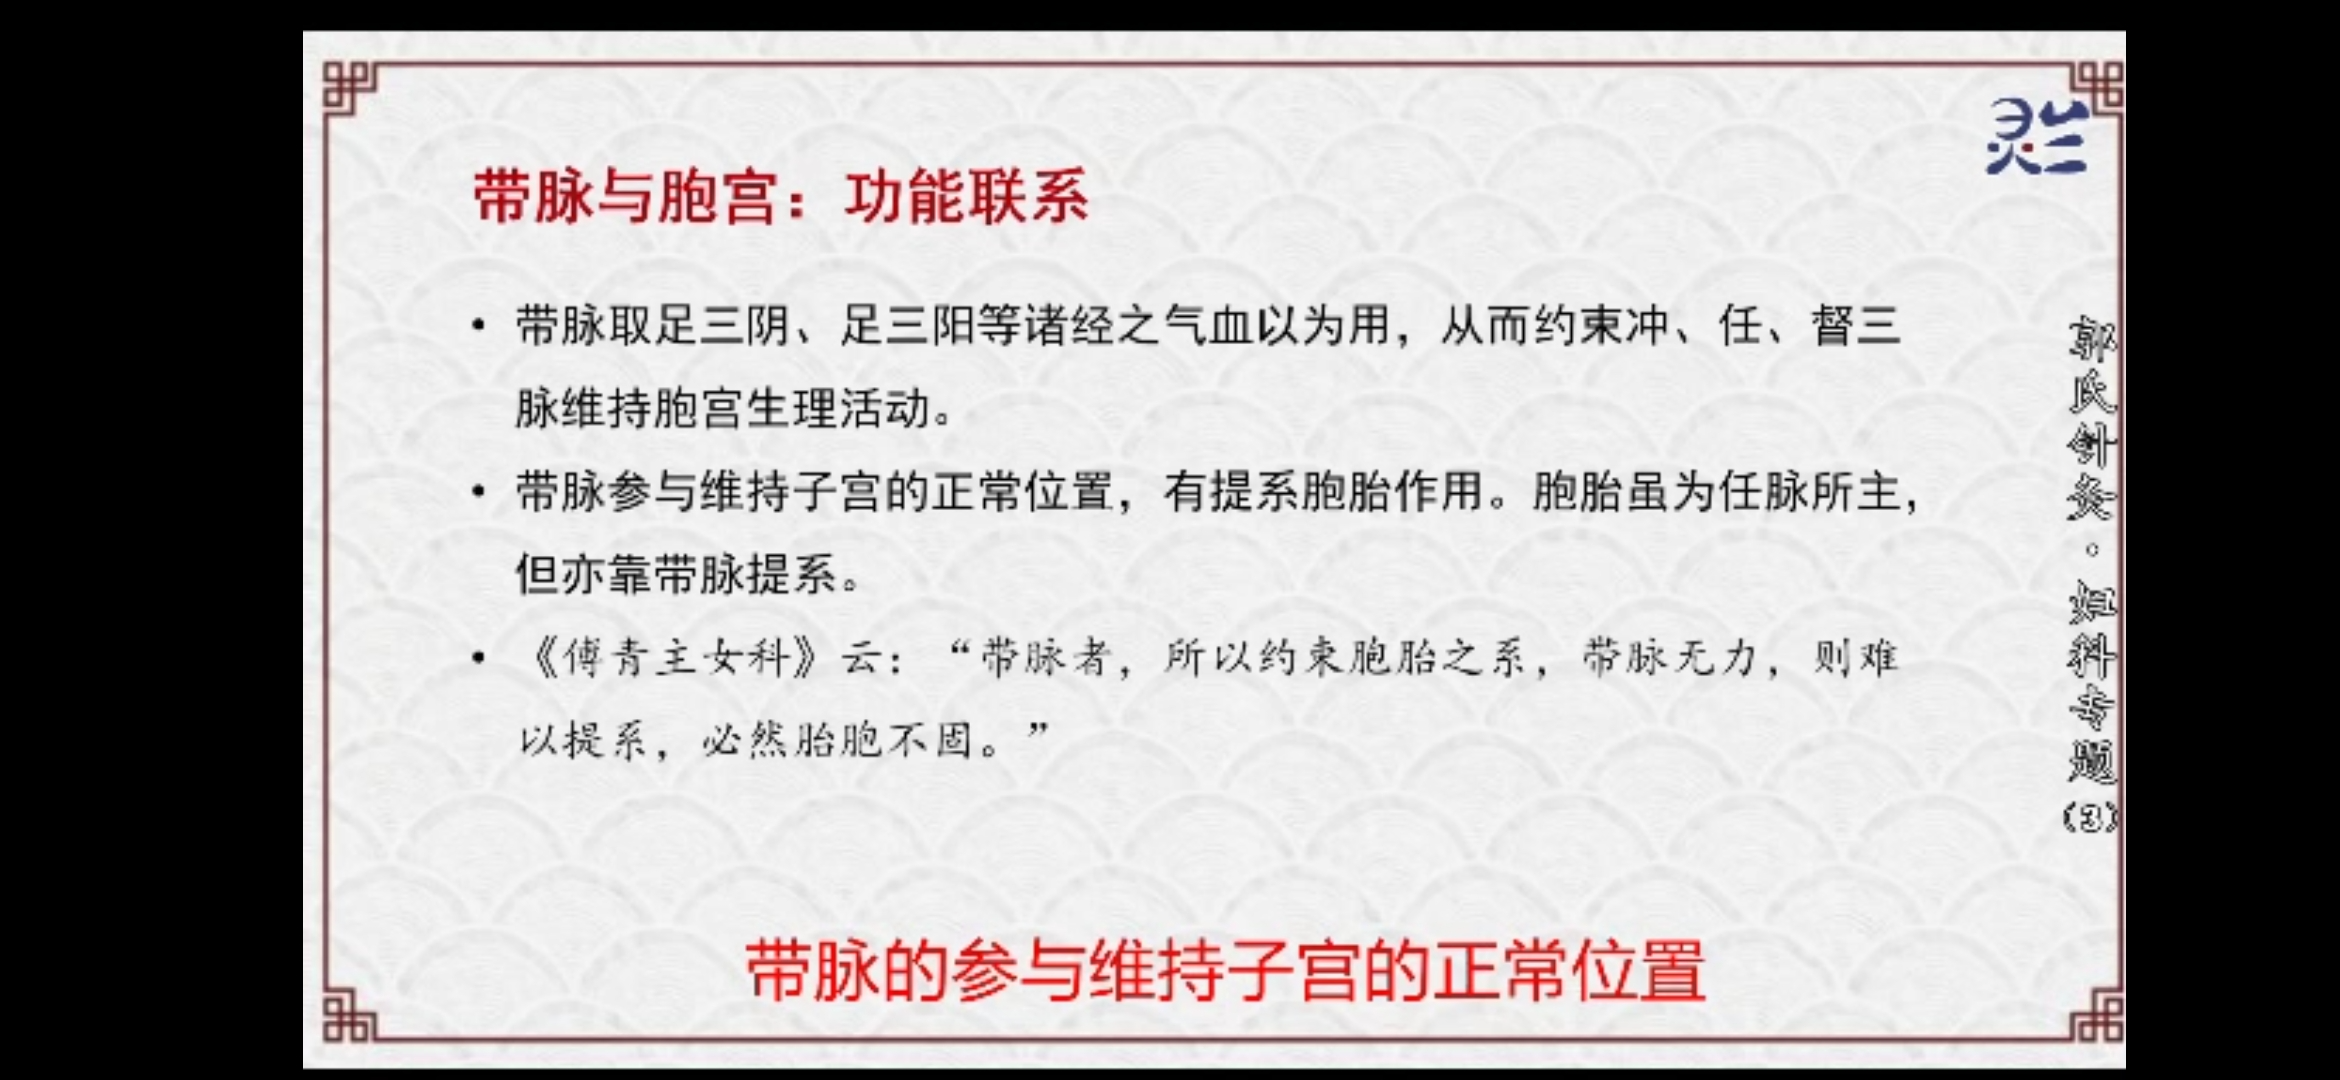 带脉与胞宫：功能联系
• 带脉取足三阴、足三阳等诸经之气血以为用，从而约束冲、任、督三
脉维持胞宫生理活动。
• 带脉参与维持子宫的正常位置，有提系胞胎作用。胞胎虽为任脉所主，
但亦靠带脉提系。
• 《傅青主女科》云：“带脉者，所以约束胞胎之系，带脉无力，则难
以提系，必然胎胞不固。”
灵兰
郭氏针灸·妇科专题(3)
带脉的参与维持子宫的正常位置